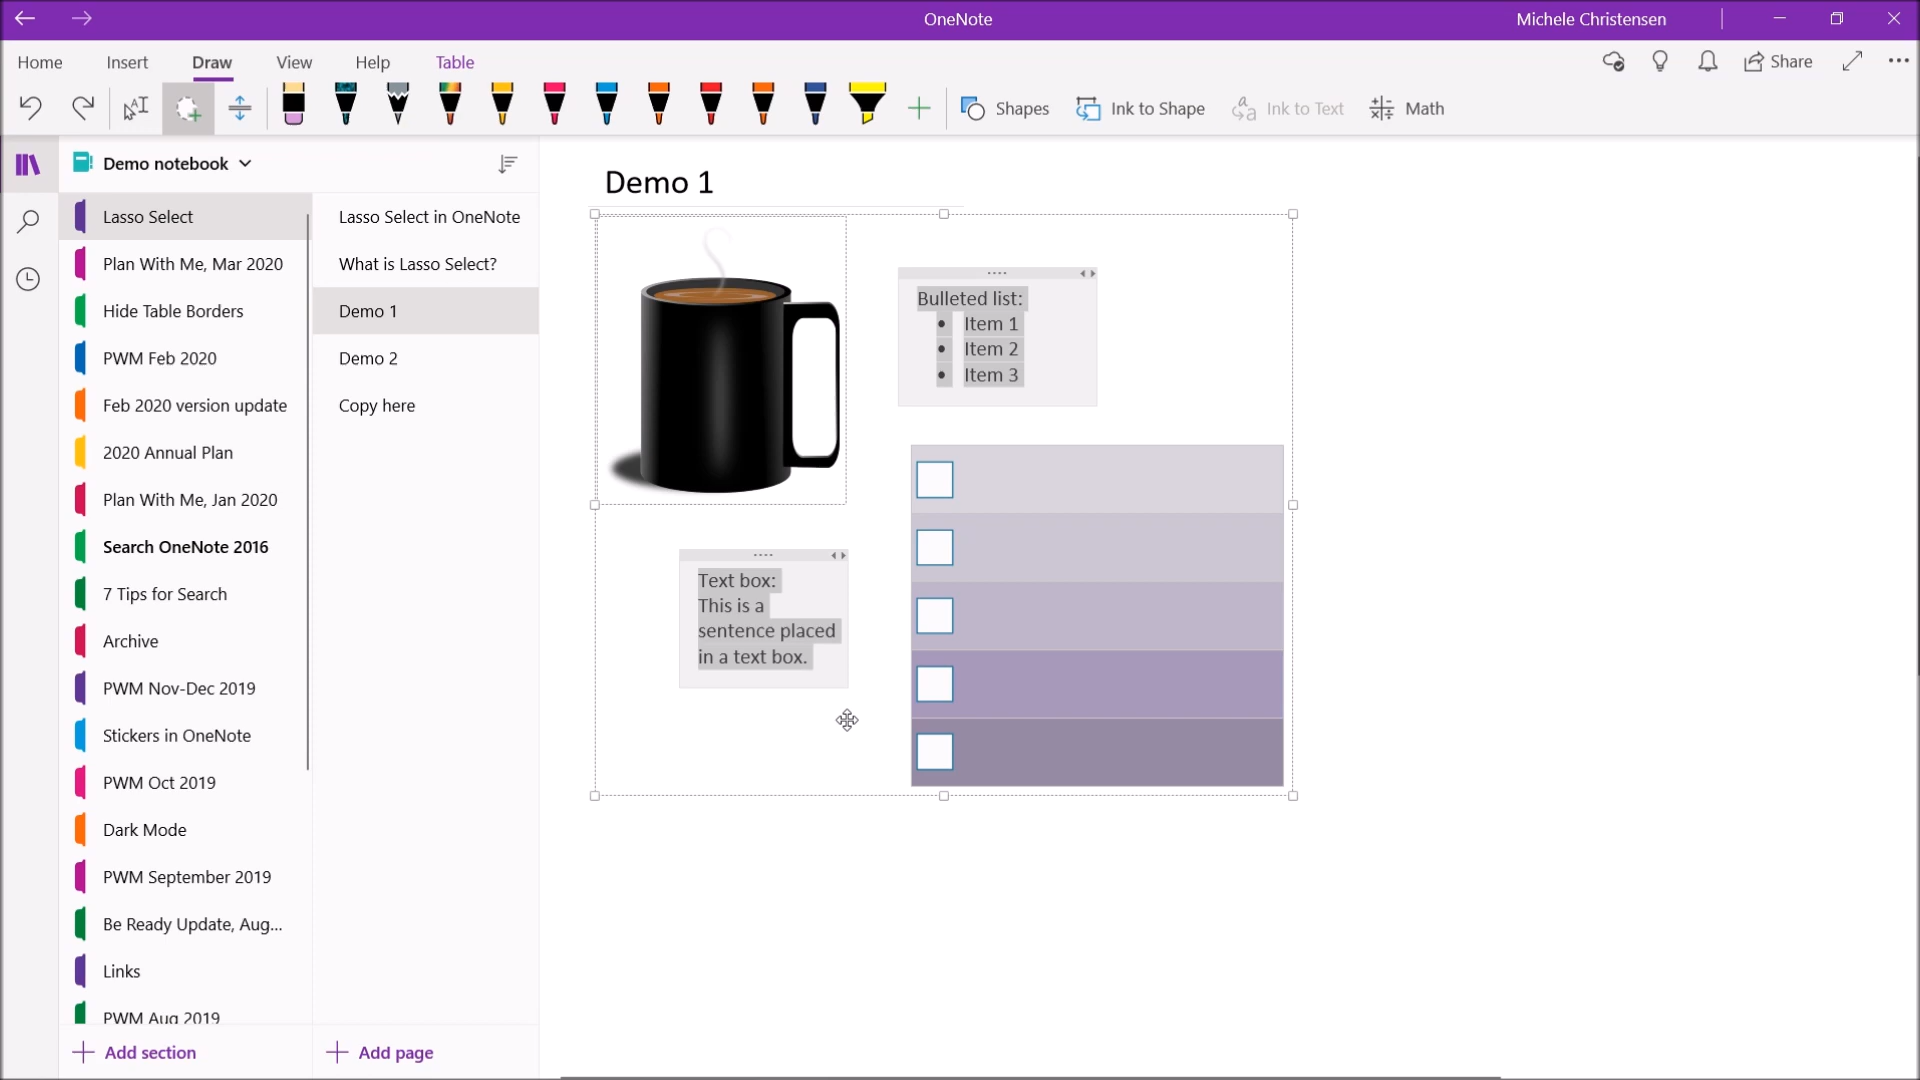 OneNote
Michele Christensen
Home
Insert
Draw
View
Help
Table
Share
Shapes
Ink to Shape
Ink to Text
Math
Demo notebook
Lasso Select
Plan With Me, Mar 2020
Hide Table Borders
PWM Feb 2020
Feb 2020 version update
2020 Annual Plan
Plan With Me, Jan 2020
Search OneNote 2016
7 Tips for Search
Archive
PWM Nov-Dec 2019
Stickers in OneNote
PWM Oct 2019
Dark Mode
PWM September 2019
Be Ready Update, Aug...
Links
PWM Aug 2019
Add section
Lasso Select in OneNote
What is Lasso Select?
Demo 1
Demo 2
Copy here
Add page
Demo 1
Bulleted list:
• Item 1
• Item 2
• Item 3
Text box:
This is a
sentence placed
in a text box.